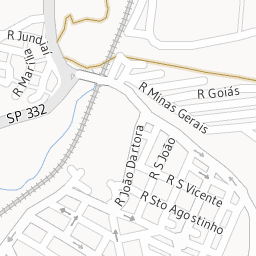 R Jundiaí
R Marília
R Goiás
R Minas Gerais
SP 332
R João Dartora
R S João
R S Vicente
R Sto Agostinho